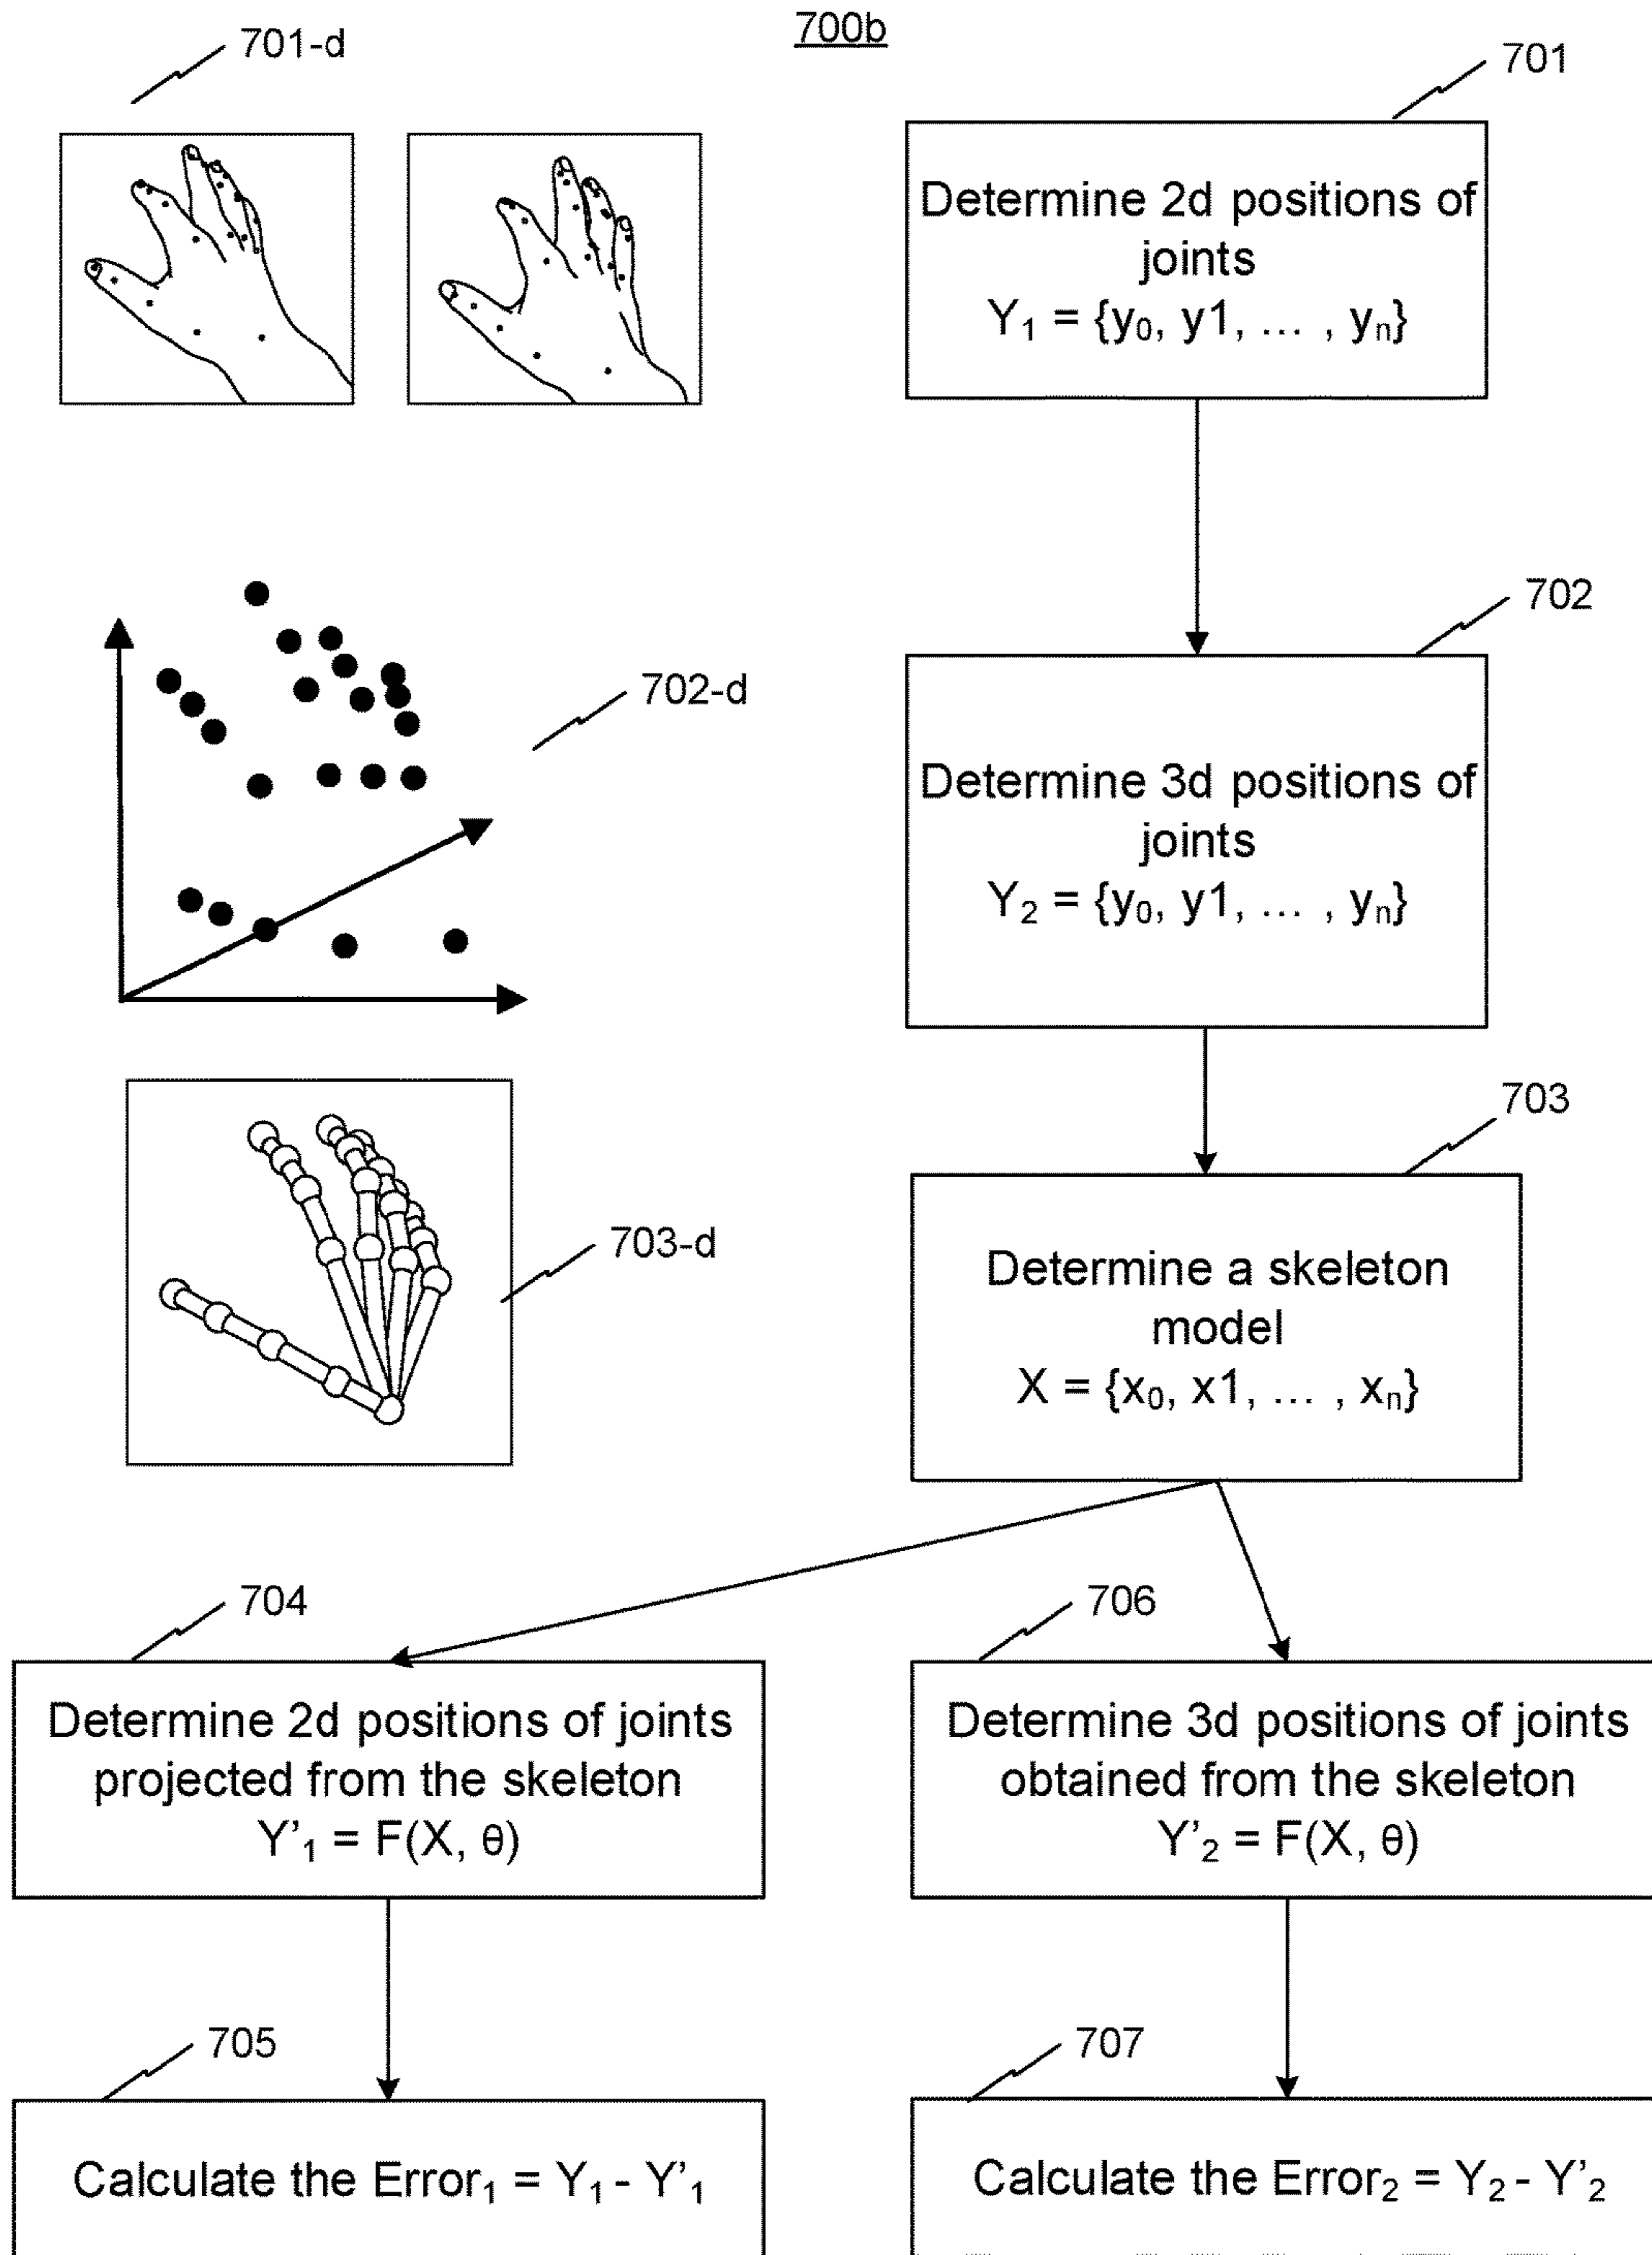 700b
701-d
701
Determine 2d positions of
joints
Y₁ = {y₀, y1, ... , yₙ}
702
702-d
Determine 3d positions of
joints
Y₂ = {y₀, y1, ... , yₙ}
703
703-d
Determine a skeleton
model
X = {x₀, x1, ... , xₙ}
704
Determine 2d positions of joints
projected from the skeleton
Y’₁ = F(X, θ)
706
Determine 3d positions of joints
obtained from the skeleton
Y’₂ = F(X, θ)
705
Calculate the Error₁ = Y₁ - Y’₁
707
Calculate the Error₂ = Y₂ - Y’₂